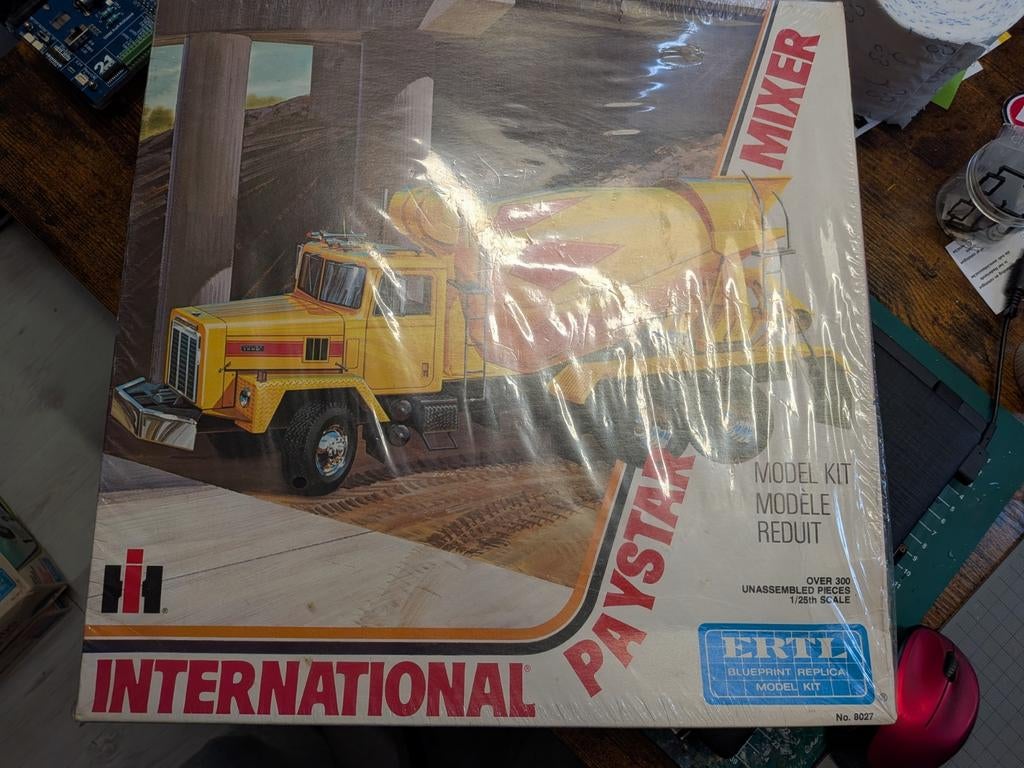 MIXER
MODEL KIT
MODÈLE
REDUIT
OVER 300
UNASSEMBLED PIECES
1/25th SCALE
IH
®
INTERNATIONAL®
PAYSTAR
ERTL
BLUEPRINT REPLICA
MODEL KIT
®
No. 8027